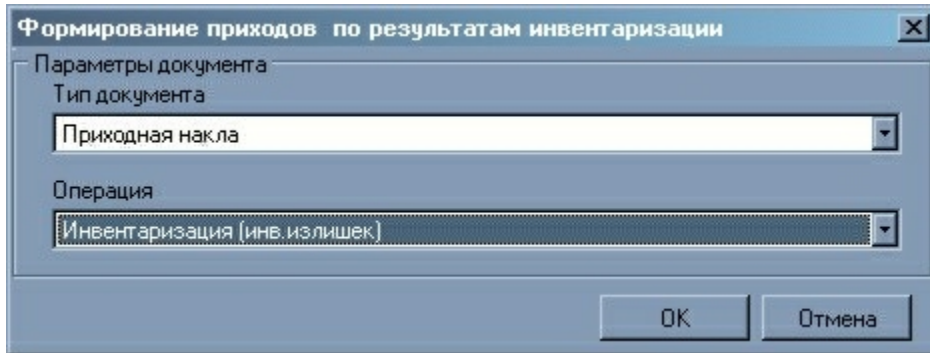 Формирование приходов по результатам инвентаризации
Параметры документа
Тип документа
Приходная накла
Операция
Инвентаризация (инв.излишек)
OK
Отмена